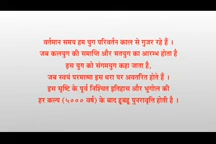 वर्तमान समय हम युग परिवर्तन काल से गुजर रहे हैं ।
जब कलयुग की समाप्ति और सतयुग का आरम्भ होता है
इस युग को संगमयुग कहा जाता है,
जब स्वयं परमात्मा इस धरा पर अवतरित होते हैं ।
इस सृष्टि के पूर्व निश्चित इतिहास और भूगोल की
हर कल्प (५००० वर्ष) के बाद हूबहू पुनरावृत्ति होती है ।